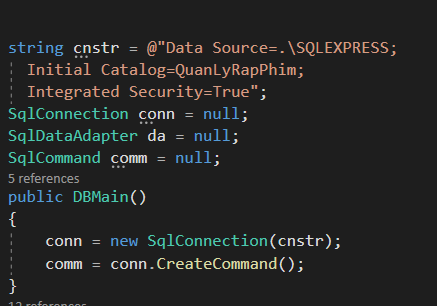 string cnstr = @"Data Source=.\SQLEXPRESS;
Initial Catalog=QuanLyRapPhim;
Integrated Security=True";
SqlConnection conn = null;
SqlDataAdapter da = null;
SqlCommand comm = null;
5 references
public DBMain()
{
conn = new SqlConnection(cnstr);
comm = conn.CreateCommand();
}